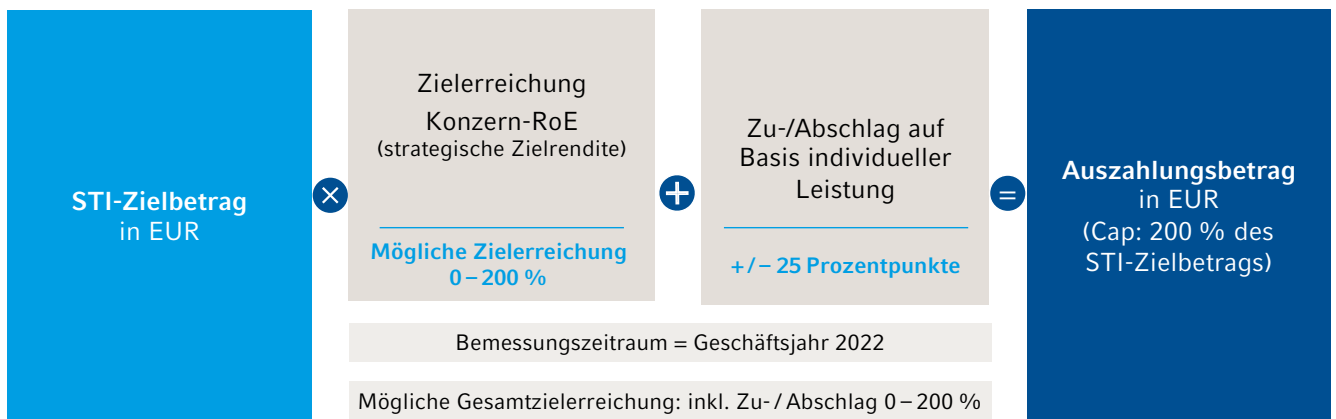 STI-Zielbetrag
in EUR
×
Zielerreichung
Konzern-RoE
(strategische Zielrendite)
Mögliche Zielerreichung
0 – 200 %
+
Zu-/Abschlag auf
Basis individueller
Leistung
+ / – 25 Prozentpunkte
=
Auszahlungsbetrag
in EUR
(Cap: 200 % des
STI-Zielbetrags)
Bemessungszeitraum = Geschäftsjahr 2022
Mögliche Gesamtzielerreichung: inkl. Zu- / Abschlag 0 – 200 %